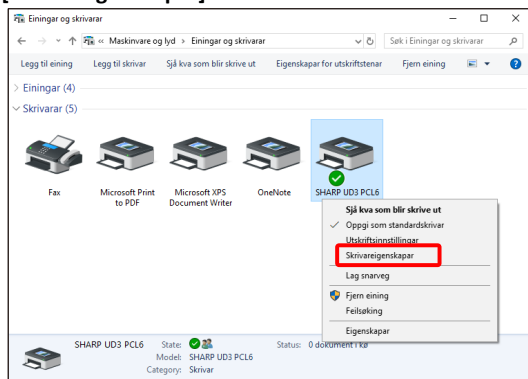 Einingar og skrivarar
« Maskinvare og lyd › Einingar og skrivarar
Søk i Einingar og skrivarar
Legg til eining Legg til skrivar Sjå kva som blir skrive ut Eigenskapar for utskriftstenar Fjern eining
Einingar (4)
Skrivarar (5)
Fax
Microsoft Print
to PDF
Microsoft XPS
Document Writer
OneNote
SHARP UD3 PCL6
Sjå kva som blir skrive ut
Oppgi som standardskrivar
Utskriftsinnstillingar
Skrivareigenskapar
Lag snarveg
Fjern eining
Feilsøking
Eigenskapar
SHARP UD3 PCL6 State: Status: 0 dokument i kø
Model: SHARP UD3 PCL6
Category: Skrivar